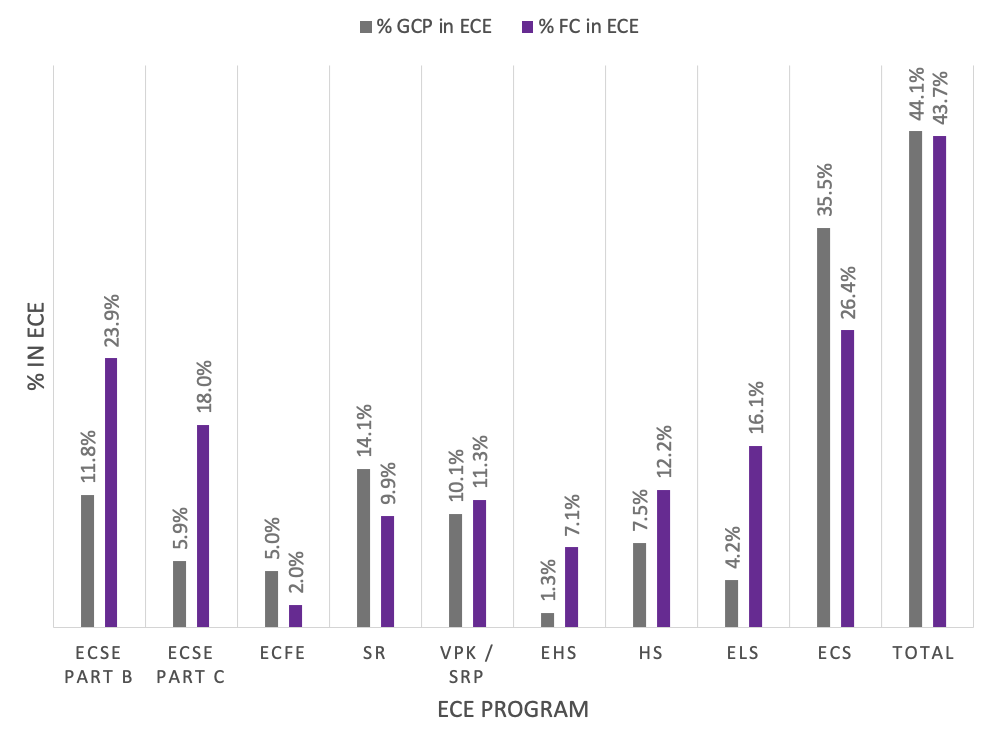 % GCP in ECE % FC in ECE
% IN ECE
11.8% 23.9%
5.9% 18.0%
5.0% 2.0%
14.1% 9.9%
10.1% 11.3%
1.3% 7.1%
7.5% 12.2%
4.2% 16.1%
35.5% 26.4%
44.1% 43.7%
ECSE PART B
ECSE PART C
ECFE
SR
VPK / SRP
EHS
HS
ELS
ECS
TOTAL
ECE PROGRAM